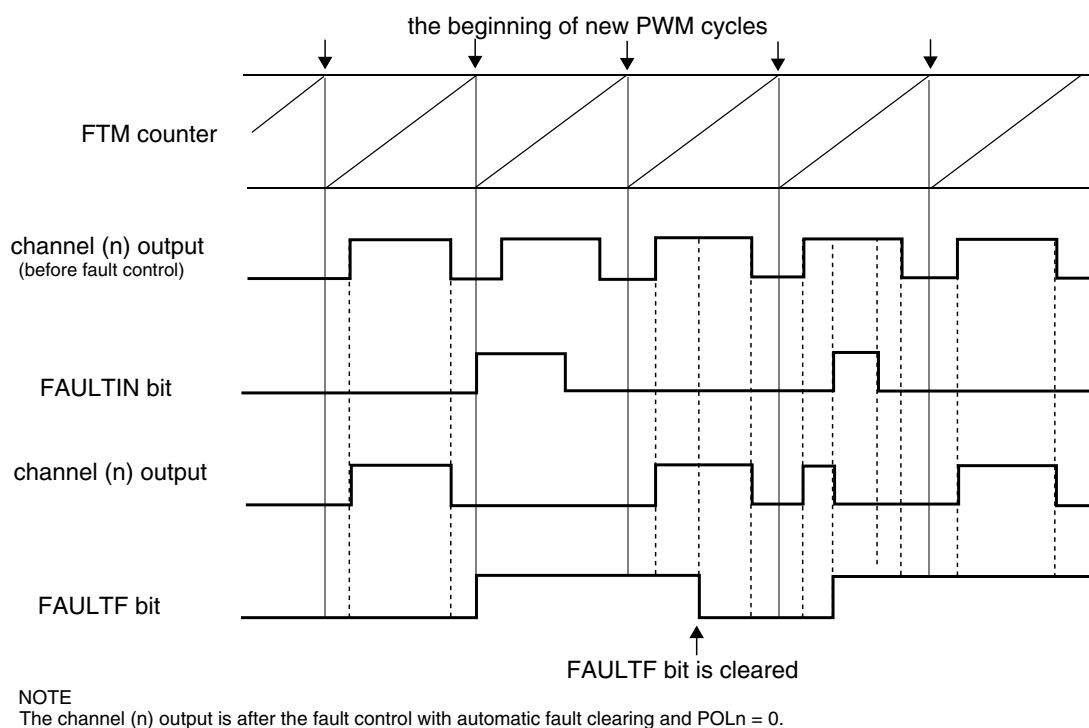 the beginning of new PWM cycles
FTM counter
channel (n) output
(before fault control)
FAULTIN bit
channel (n) output
FAULTF bit
FAULTF bit is cleared
NOTE
The channel (n) output is after the fault control with automatic fault clearing and POLn = 0.